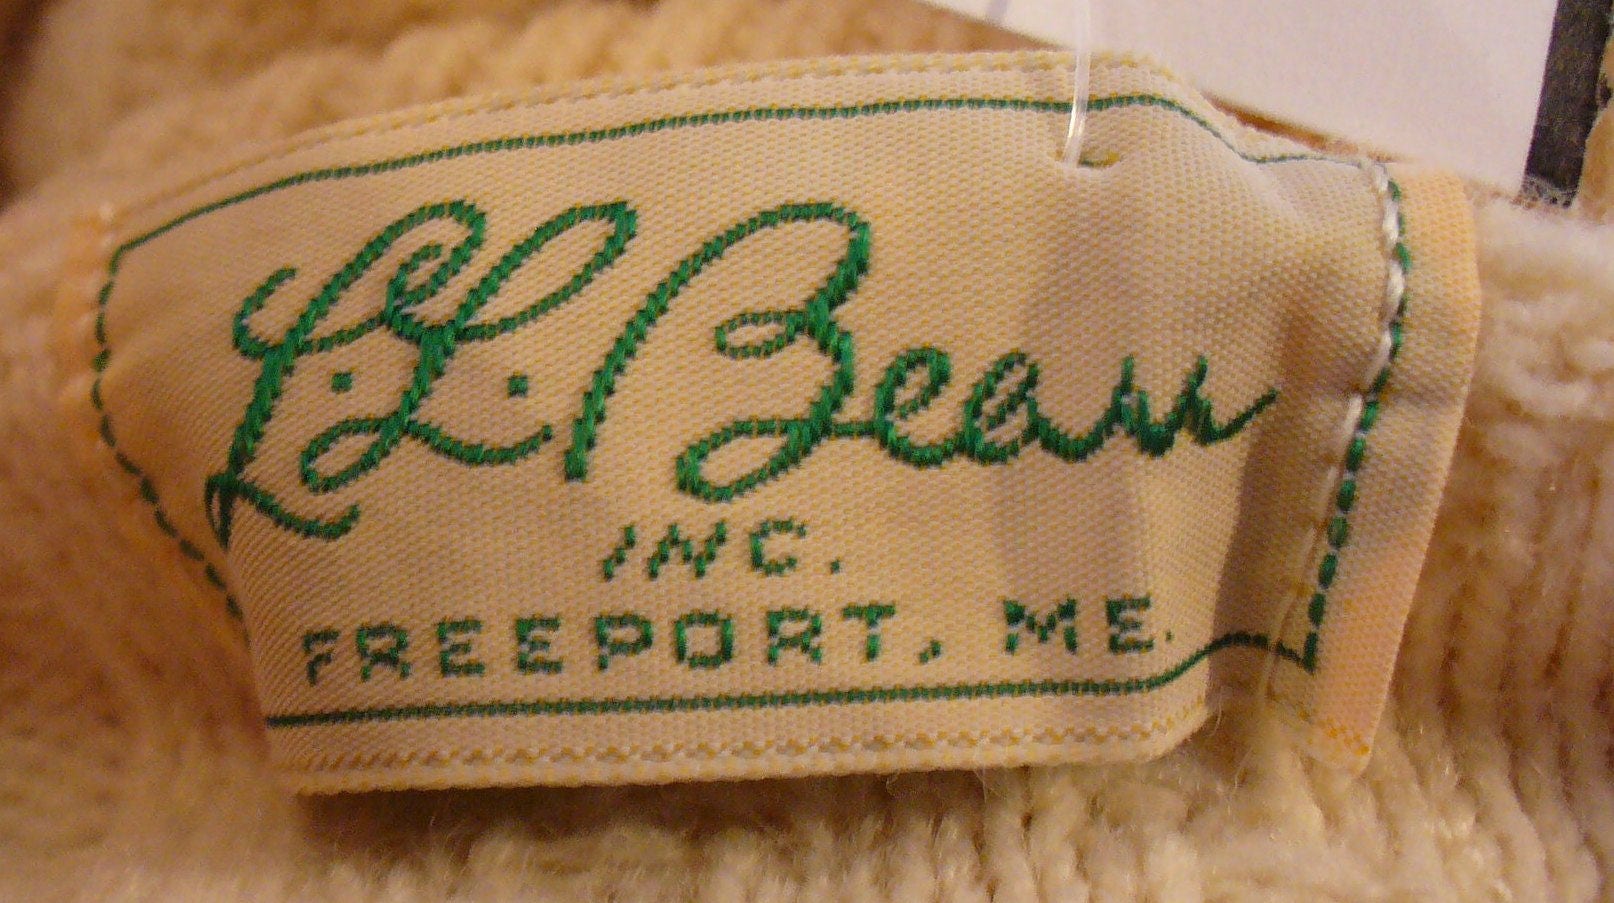 L.L. Bean
INC.
FREEPORT, ME.